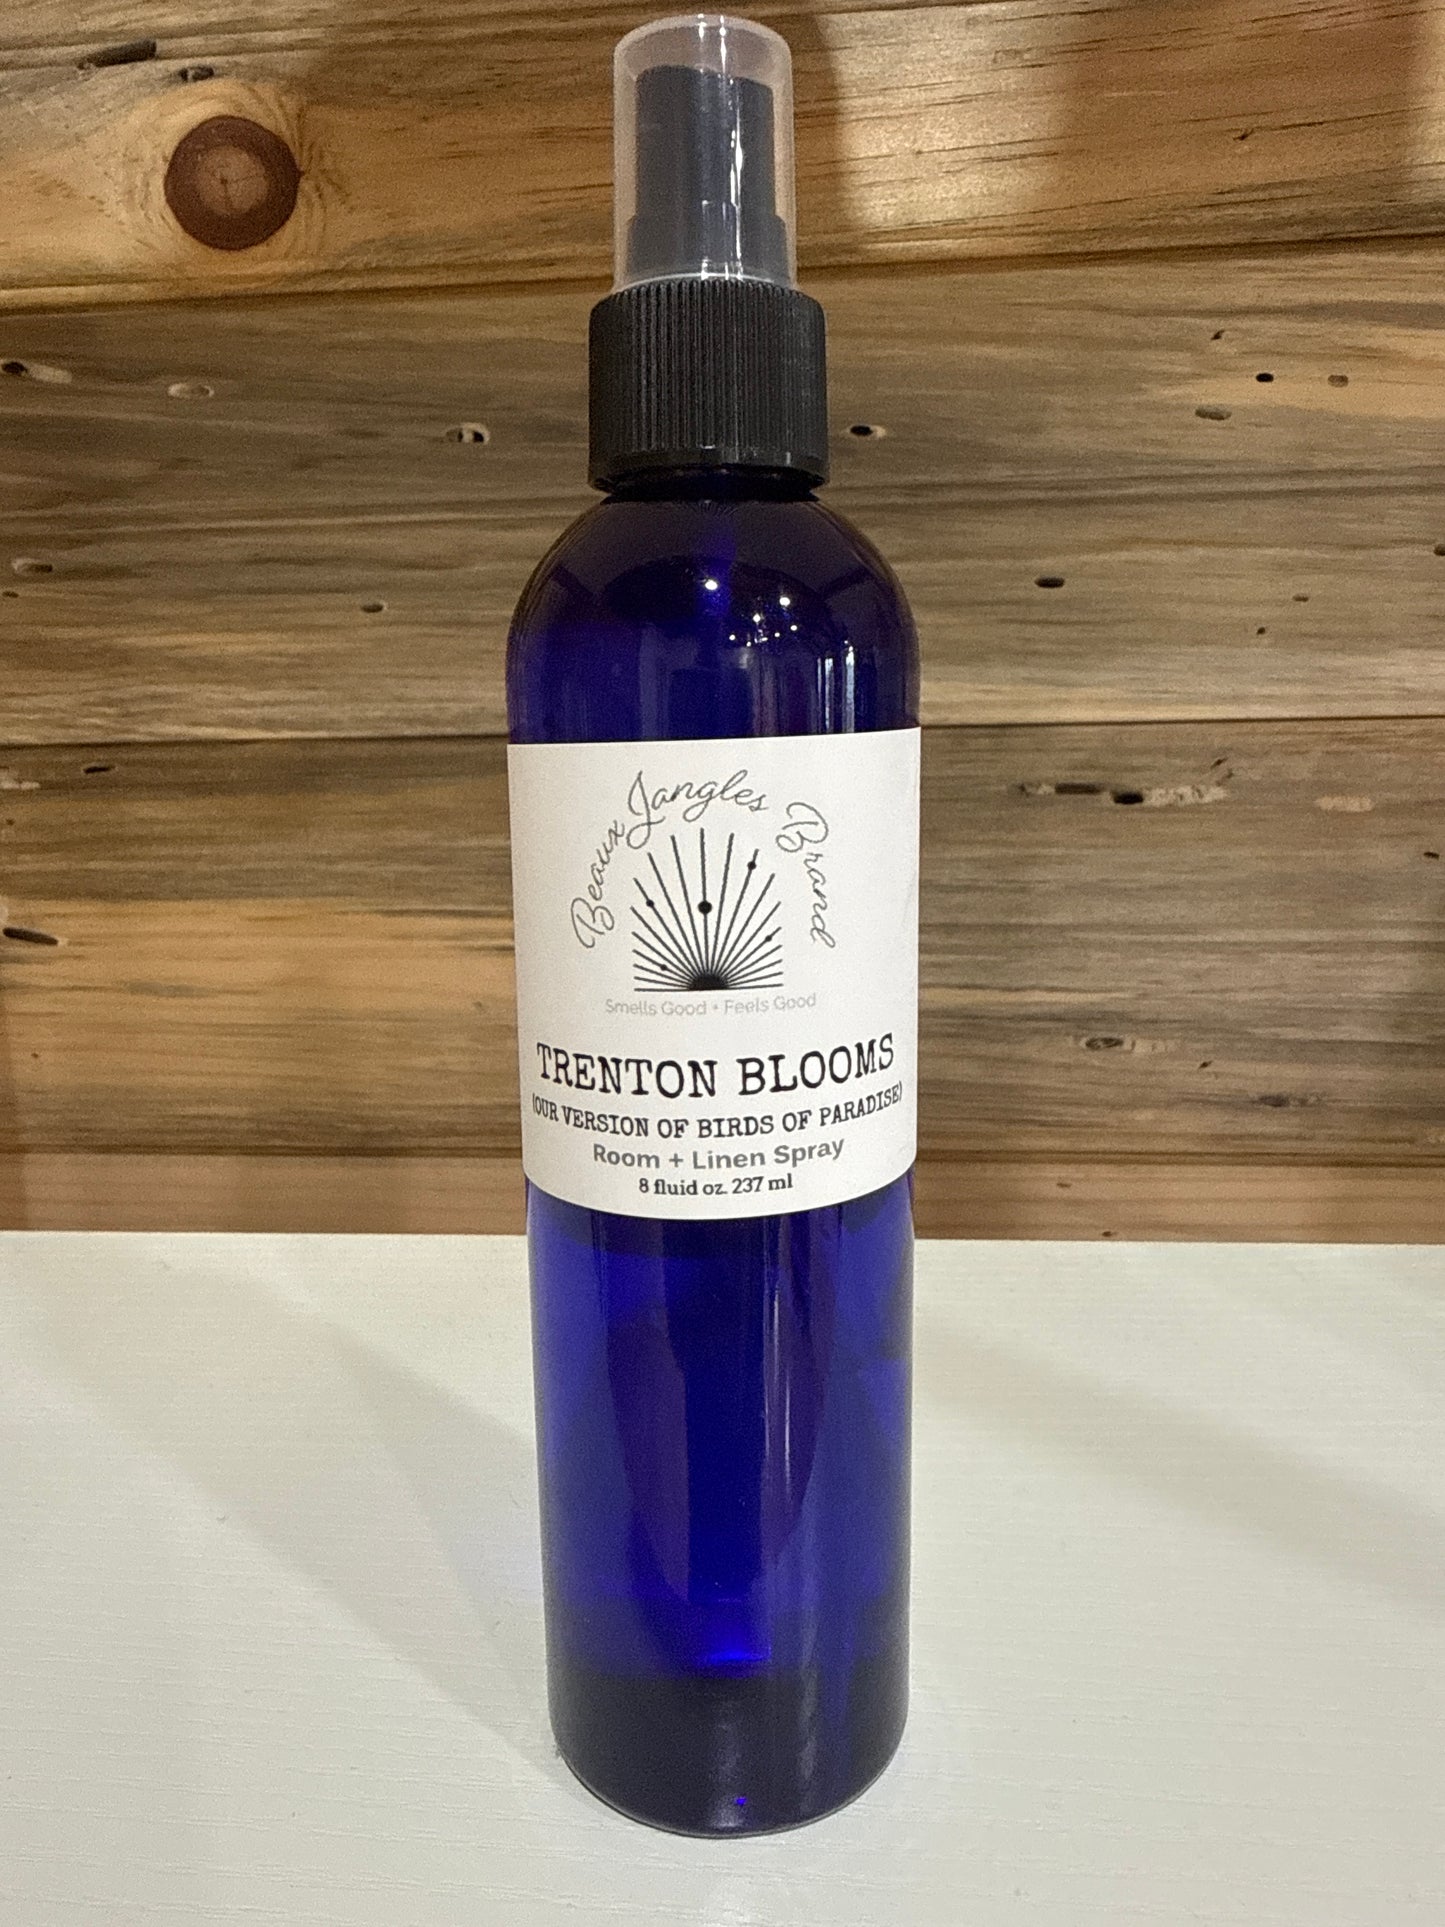 Beaux Jangles Brand
Smells Good • Feels Good
TRENTON BLOOMS
(OUR VERSION OF BIRDS OF PARADISE)
Room + Linen Spray
8 fluid oz. 237 ml